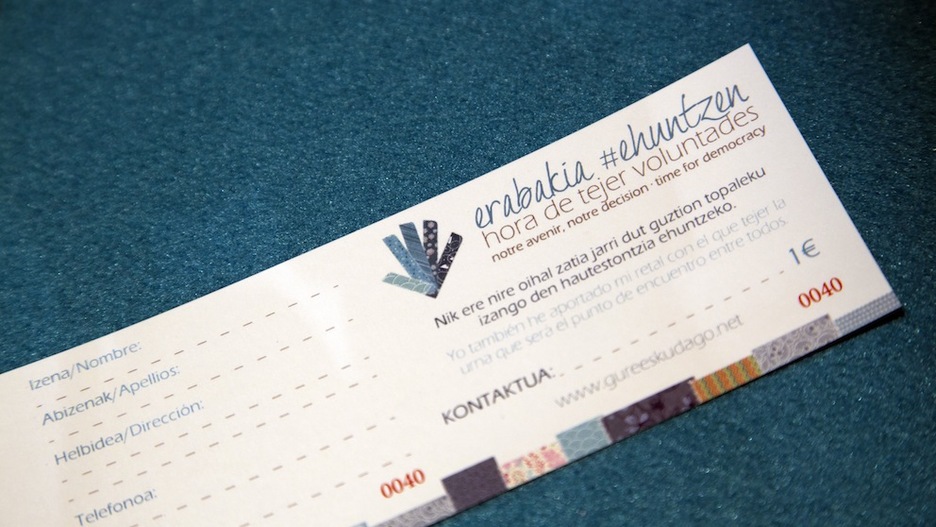 Izena/Nombre:
Abizenak/Apellios:
Helbidea/Dirección:
Telefonoa:
0040
erabakia #ehuntzen
hora de tejer voluntades
notre avenir, notre decision · time for democracy
Nik ere nire oihal zatia jarri dut guztion topaleku
izango den hautestontzia ehuntzeko.
Yo también he aportado mi retal con el que tejer la
urna que será el punto de encuentro entre todos.
1€
KONTAKTUA:
www.gureeskudago.net
0040